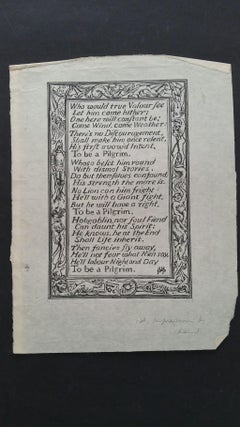 Who would true Valour see
Let him come hither;
One here will constant be,
Come Wind, come Weather.
There's no Discouragement,
Shall make him once relent,
His first avow'd Intent,
To be a Pilgrim.
Whoso beset him round
With dismal Stories,
Do but themselves confound,
His Strength the more is.
No Lion can him fright
He'll with a Giant fight,
But he will have a right,
To be a Pilgrim.
Hobgoblin, nor foul Fiend
Can daunt his Spirit:
He knows, he at the End
Shall Life inherit.
Then fancies fly away,
He'll not fear what Men say,
He'll labour Night and Day
To be a Pilgrim.